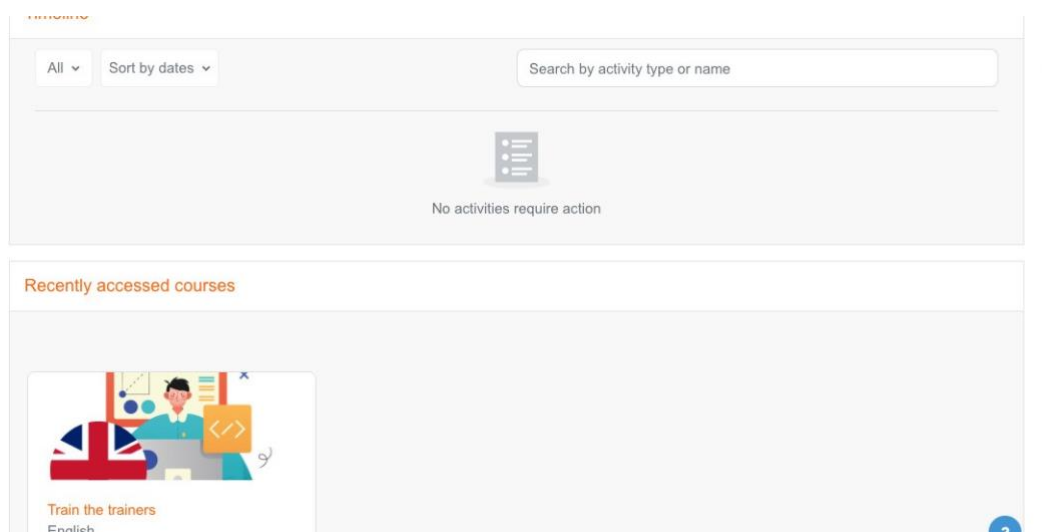 Timeline
All
Sort by dates
Search by activity type or name
No activities require action
Recently accessed courses
</>
Train the trainers
English
?